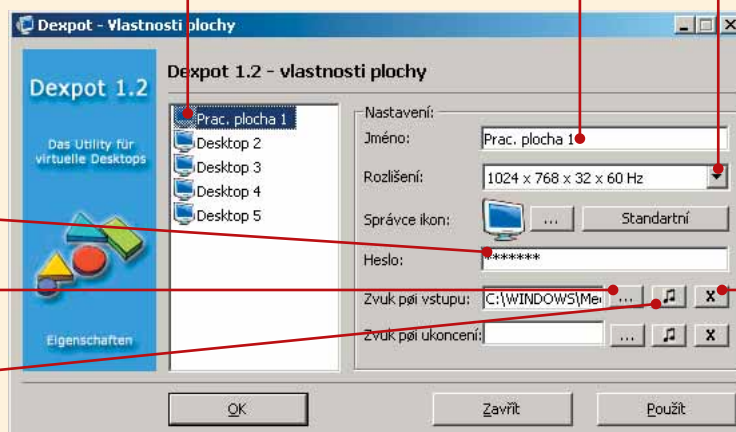 Dexpot - Vlastnosti plochy
Dexpot 1.2
Das Utility für
virtuelle Desktops
Eigenschaften
Dexpot 1.2 - vlastnosti plochy
Prac. plocha 1
Desktop 2
Desktop 3
Desktop 4
Desktop 5
Nastavení:
Jméno: Prac. plocha 1
Rozlišení: 1024 x 768 x 32 x 60 Hz
Správce ikon: ... Standartní
Heslo: *******
Zvuk pøi vstupu: C:\WINDOWS\Me ... X
Zvuk pøi ukoncení: ... X
OK Zavřít Použít